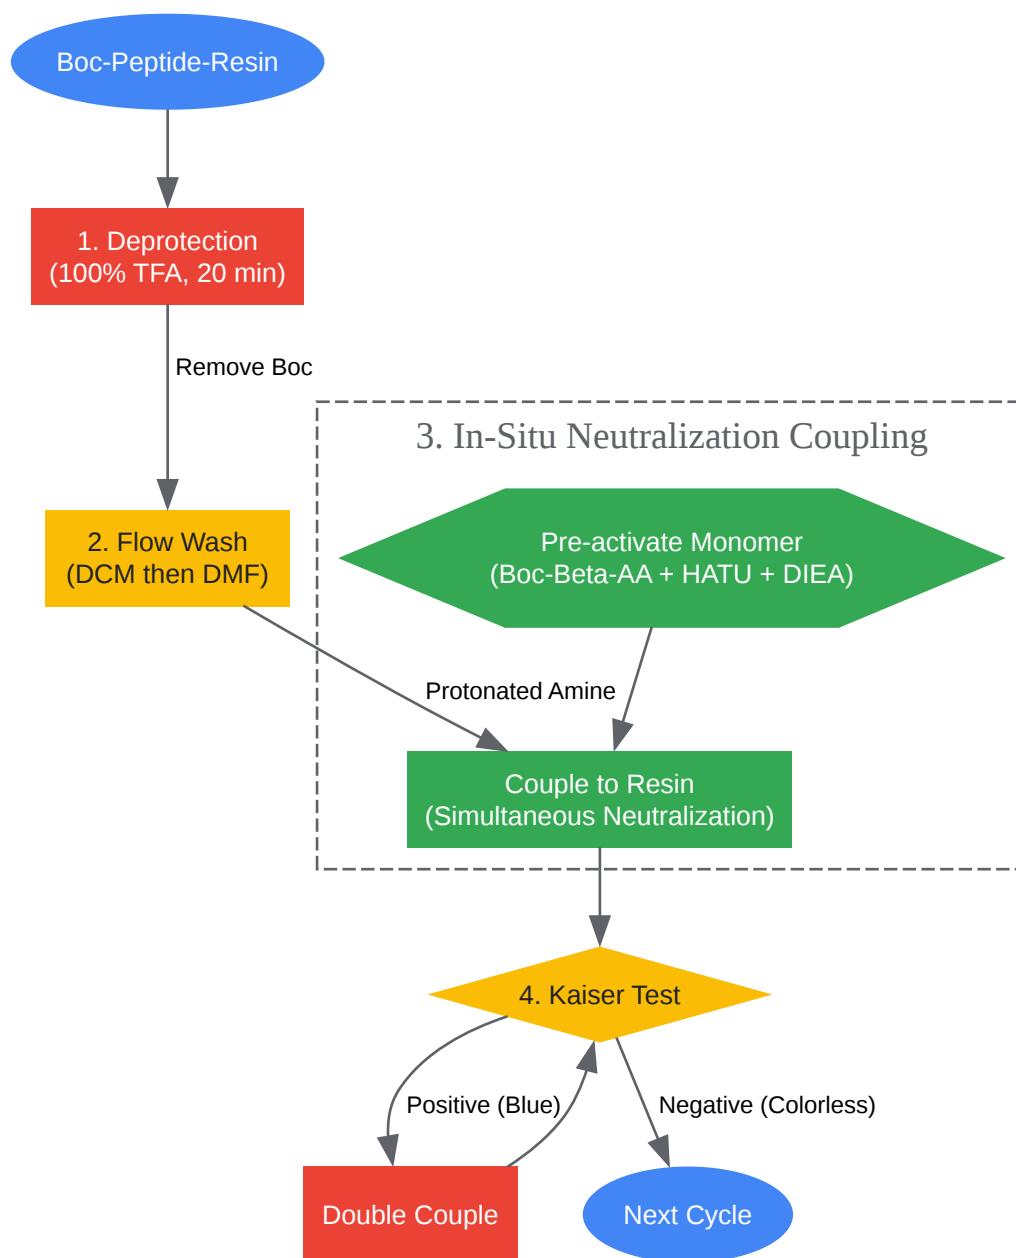 Boc-Peptide-Resin
1. Deprotection
(100% TFA, 20 min)
Remove Boc
3. In-Situ Neutralization Coupling
2. Flow Wash
(DCM then DMF)
Pre-activate Monomer
(Boc-Beta-AA + HATU + DIEA)
Protonated Amine
Couple to Resin
(Simultaneous Neutralization)
4. Kaiser Test
Positive (Blue)
Negative (Colorless)
Double Couple
Next Cycle